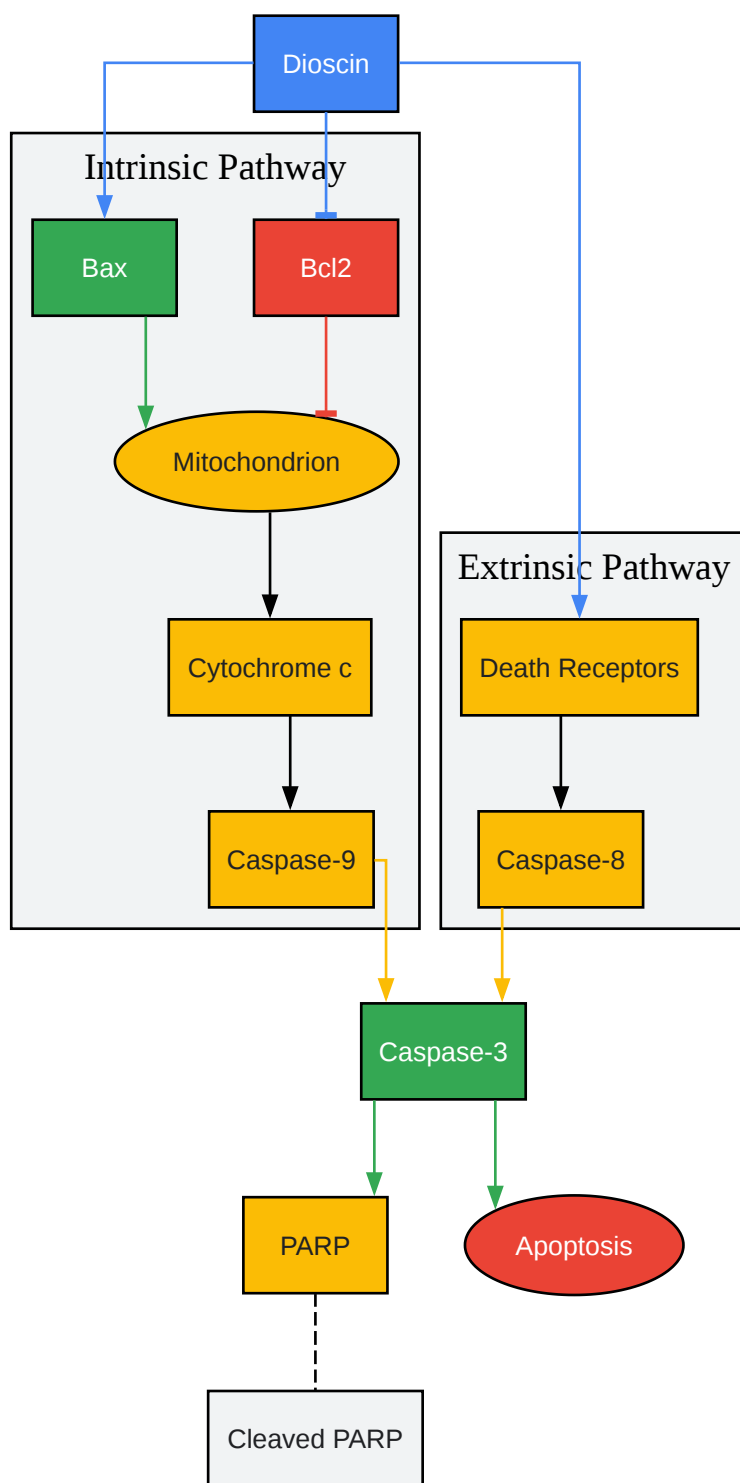 Dioscin
Intrinsic Pathway
Bax
Bcl2
Mitochondrion
Extrinsic Pathway
Cytochrome c
Death Receptors
Caspase-9
Caspase-8
Caspase-3
PARP
Apoptosis
Cleaved PARP